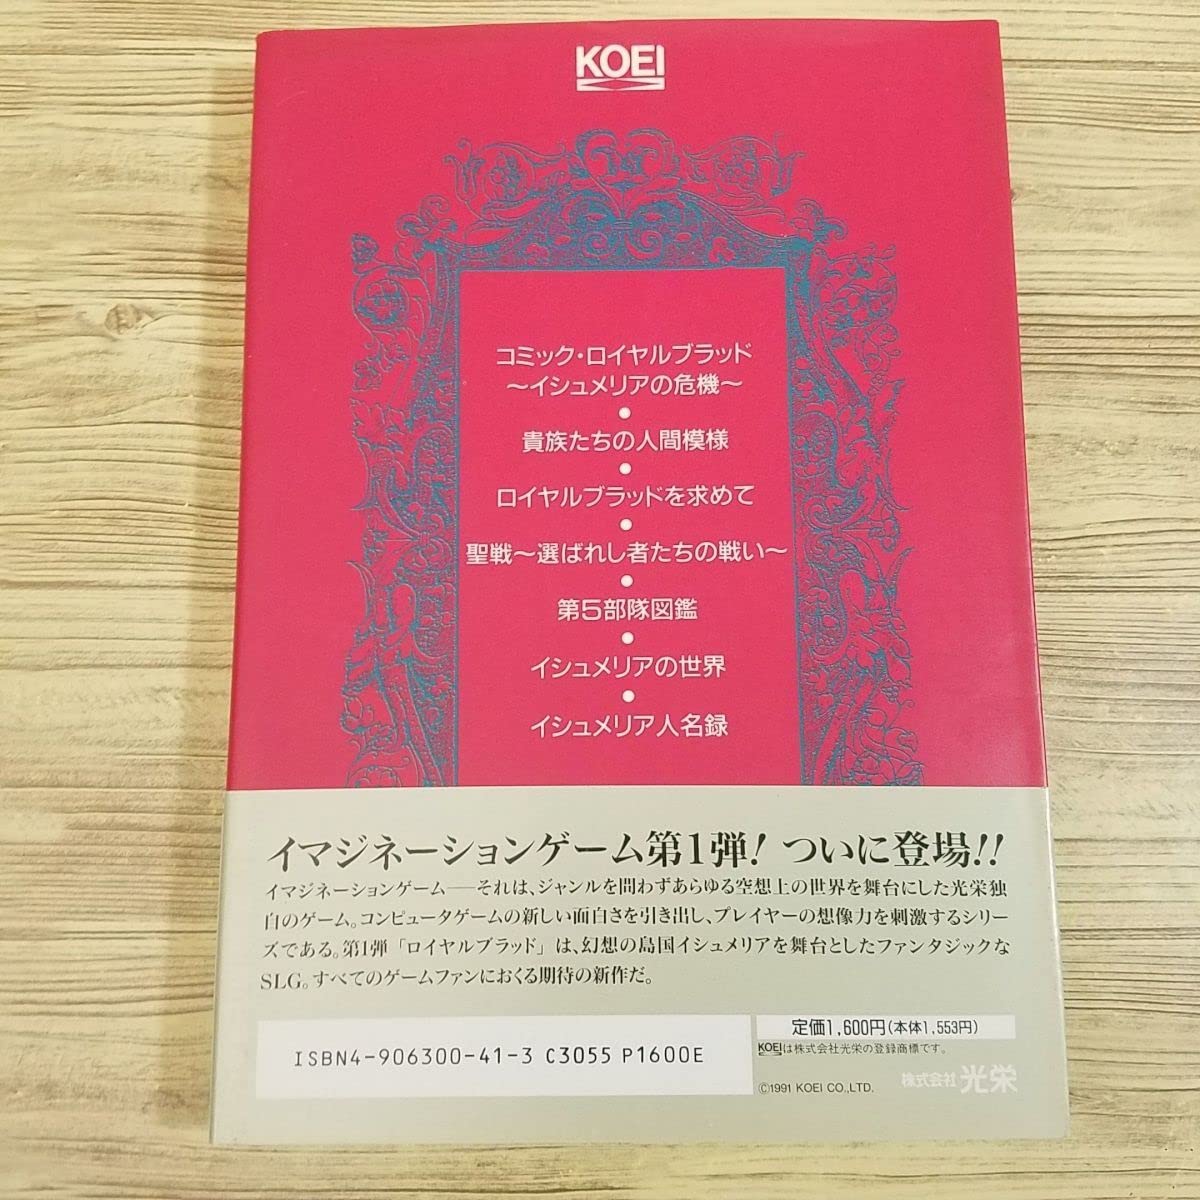 KOEI
コミック・ロイヤルブラッド
～イシュメリアの危機～
●
貴族たちの人間模様
●
ロイヤルブラッドを求めて
●
聖戦～選ばれし者たちの戦い～
●
第5部隊図鑑
●
イシュメリアの世界
●
イシュメリア人名録
イマジネーションゲーム第1弾! ついに登場!!
イマジネーションゲーム――それは、ジャンルを問わずあらゆる空想上の世界を舞台にした光栄独
自のゲーム。コンピュータゲームの新しい面白さを引き出し、プレイヤーの想像力を刺激するシリー
ズである。第1弾「ロイヤルブラッド」は、幻想の島国イシュメリアを舞台としたファンタジックな
SLG。すべてのゲームファンにおくる期待の新作だ。
ISBN4-906300-41-3 C3055 P1600E
定価1,600円(本体1,553円)
KOEIは株式会社光栄の登録商標です。
©1991 KOEI CO.,LTD.
株式会社 光栄